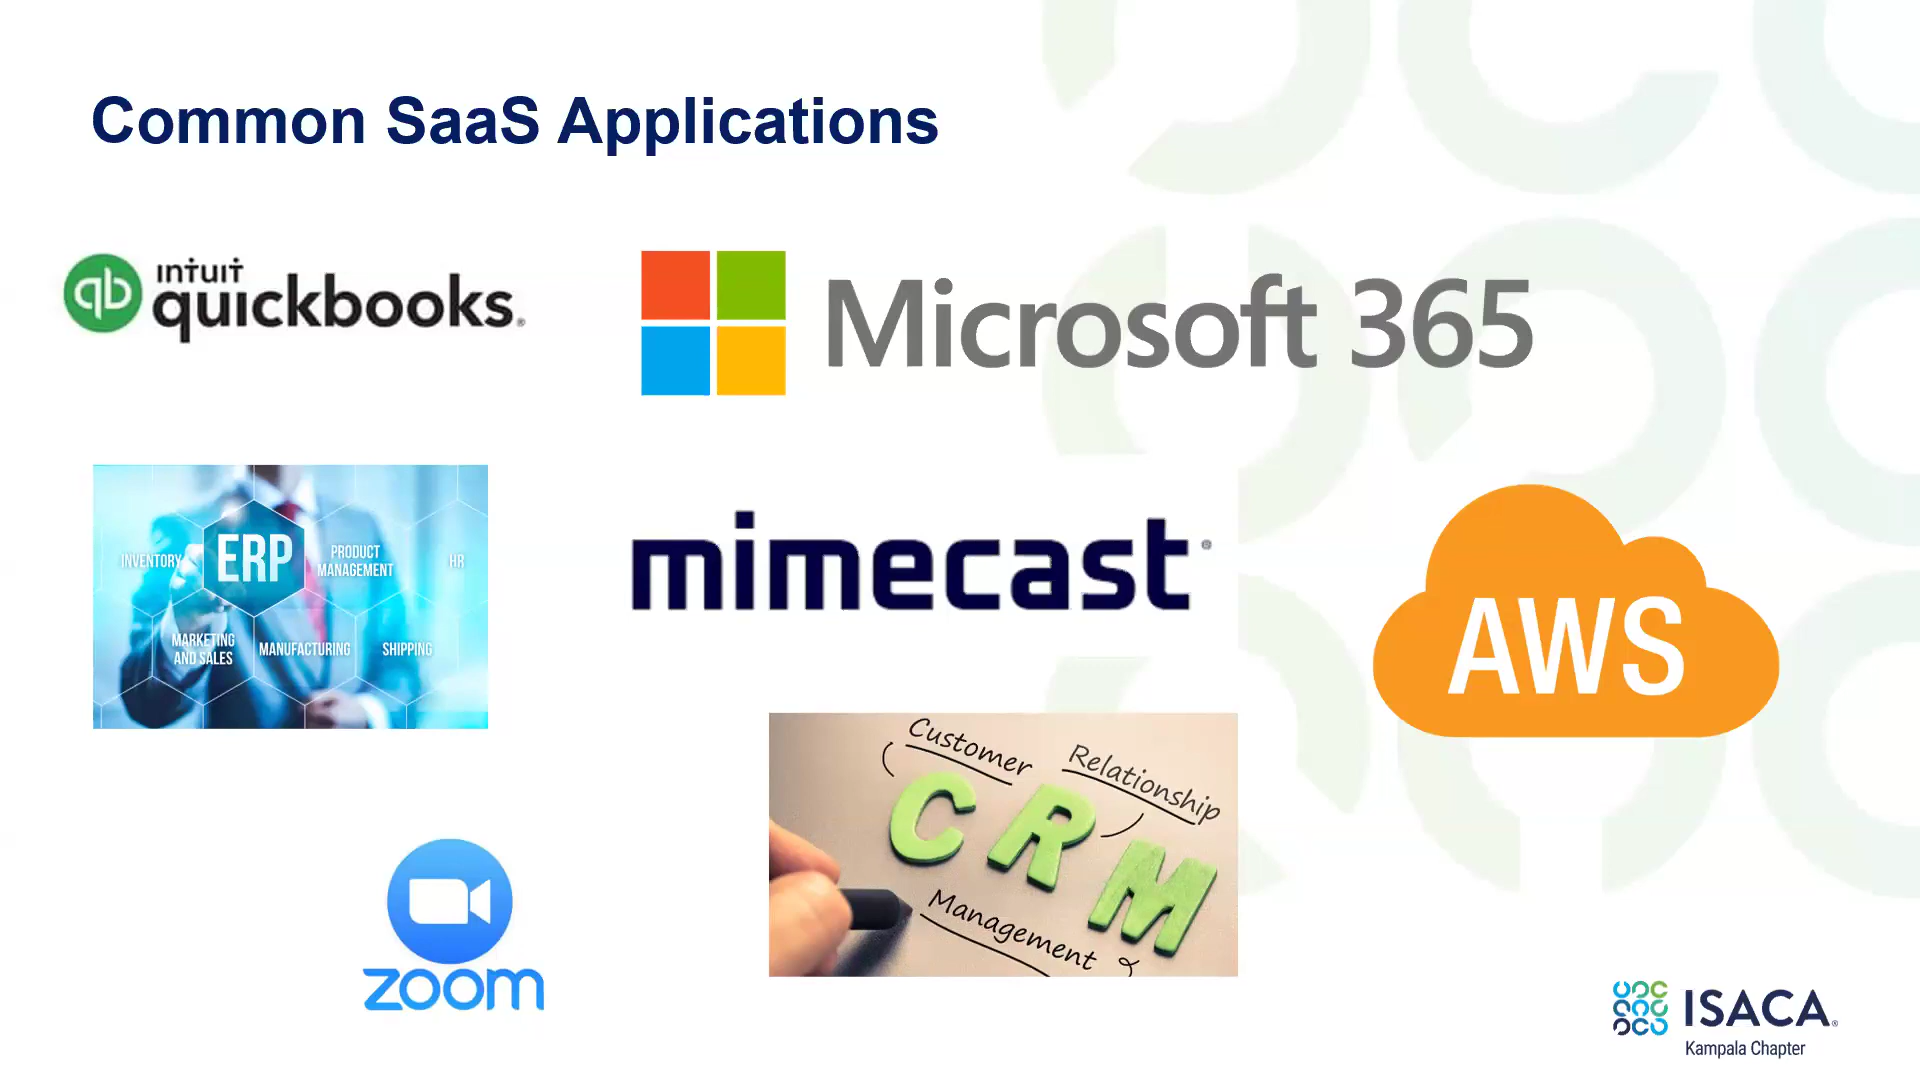 Common SaaS Applications
qb
intuit
quickbooks.
Microsoft 365
INVENTORY
ERP
PRODUCT
MANAGEMENT
HR
MARKETING
AND SALES
MANUFACTURING
SHIPPING
mimecast®
AWS
Customer
Relationship
CRM
Management
zoom
ISACA®
Kampala Chapter